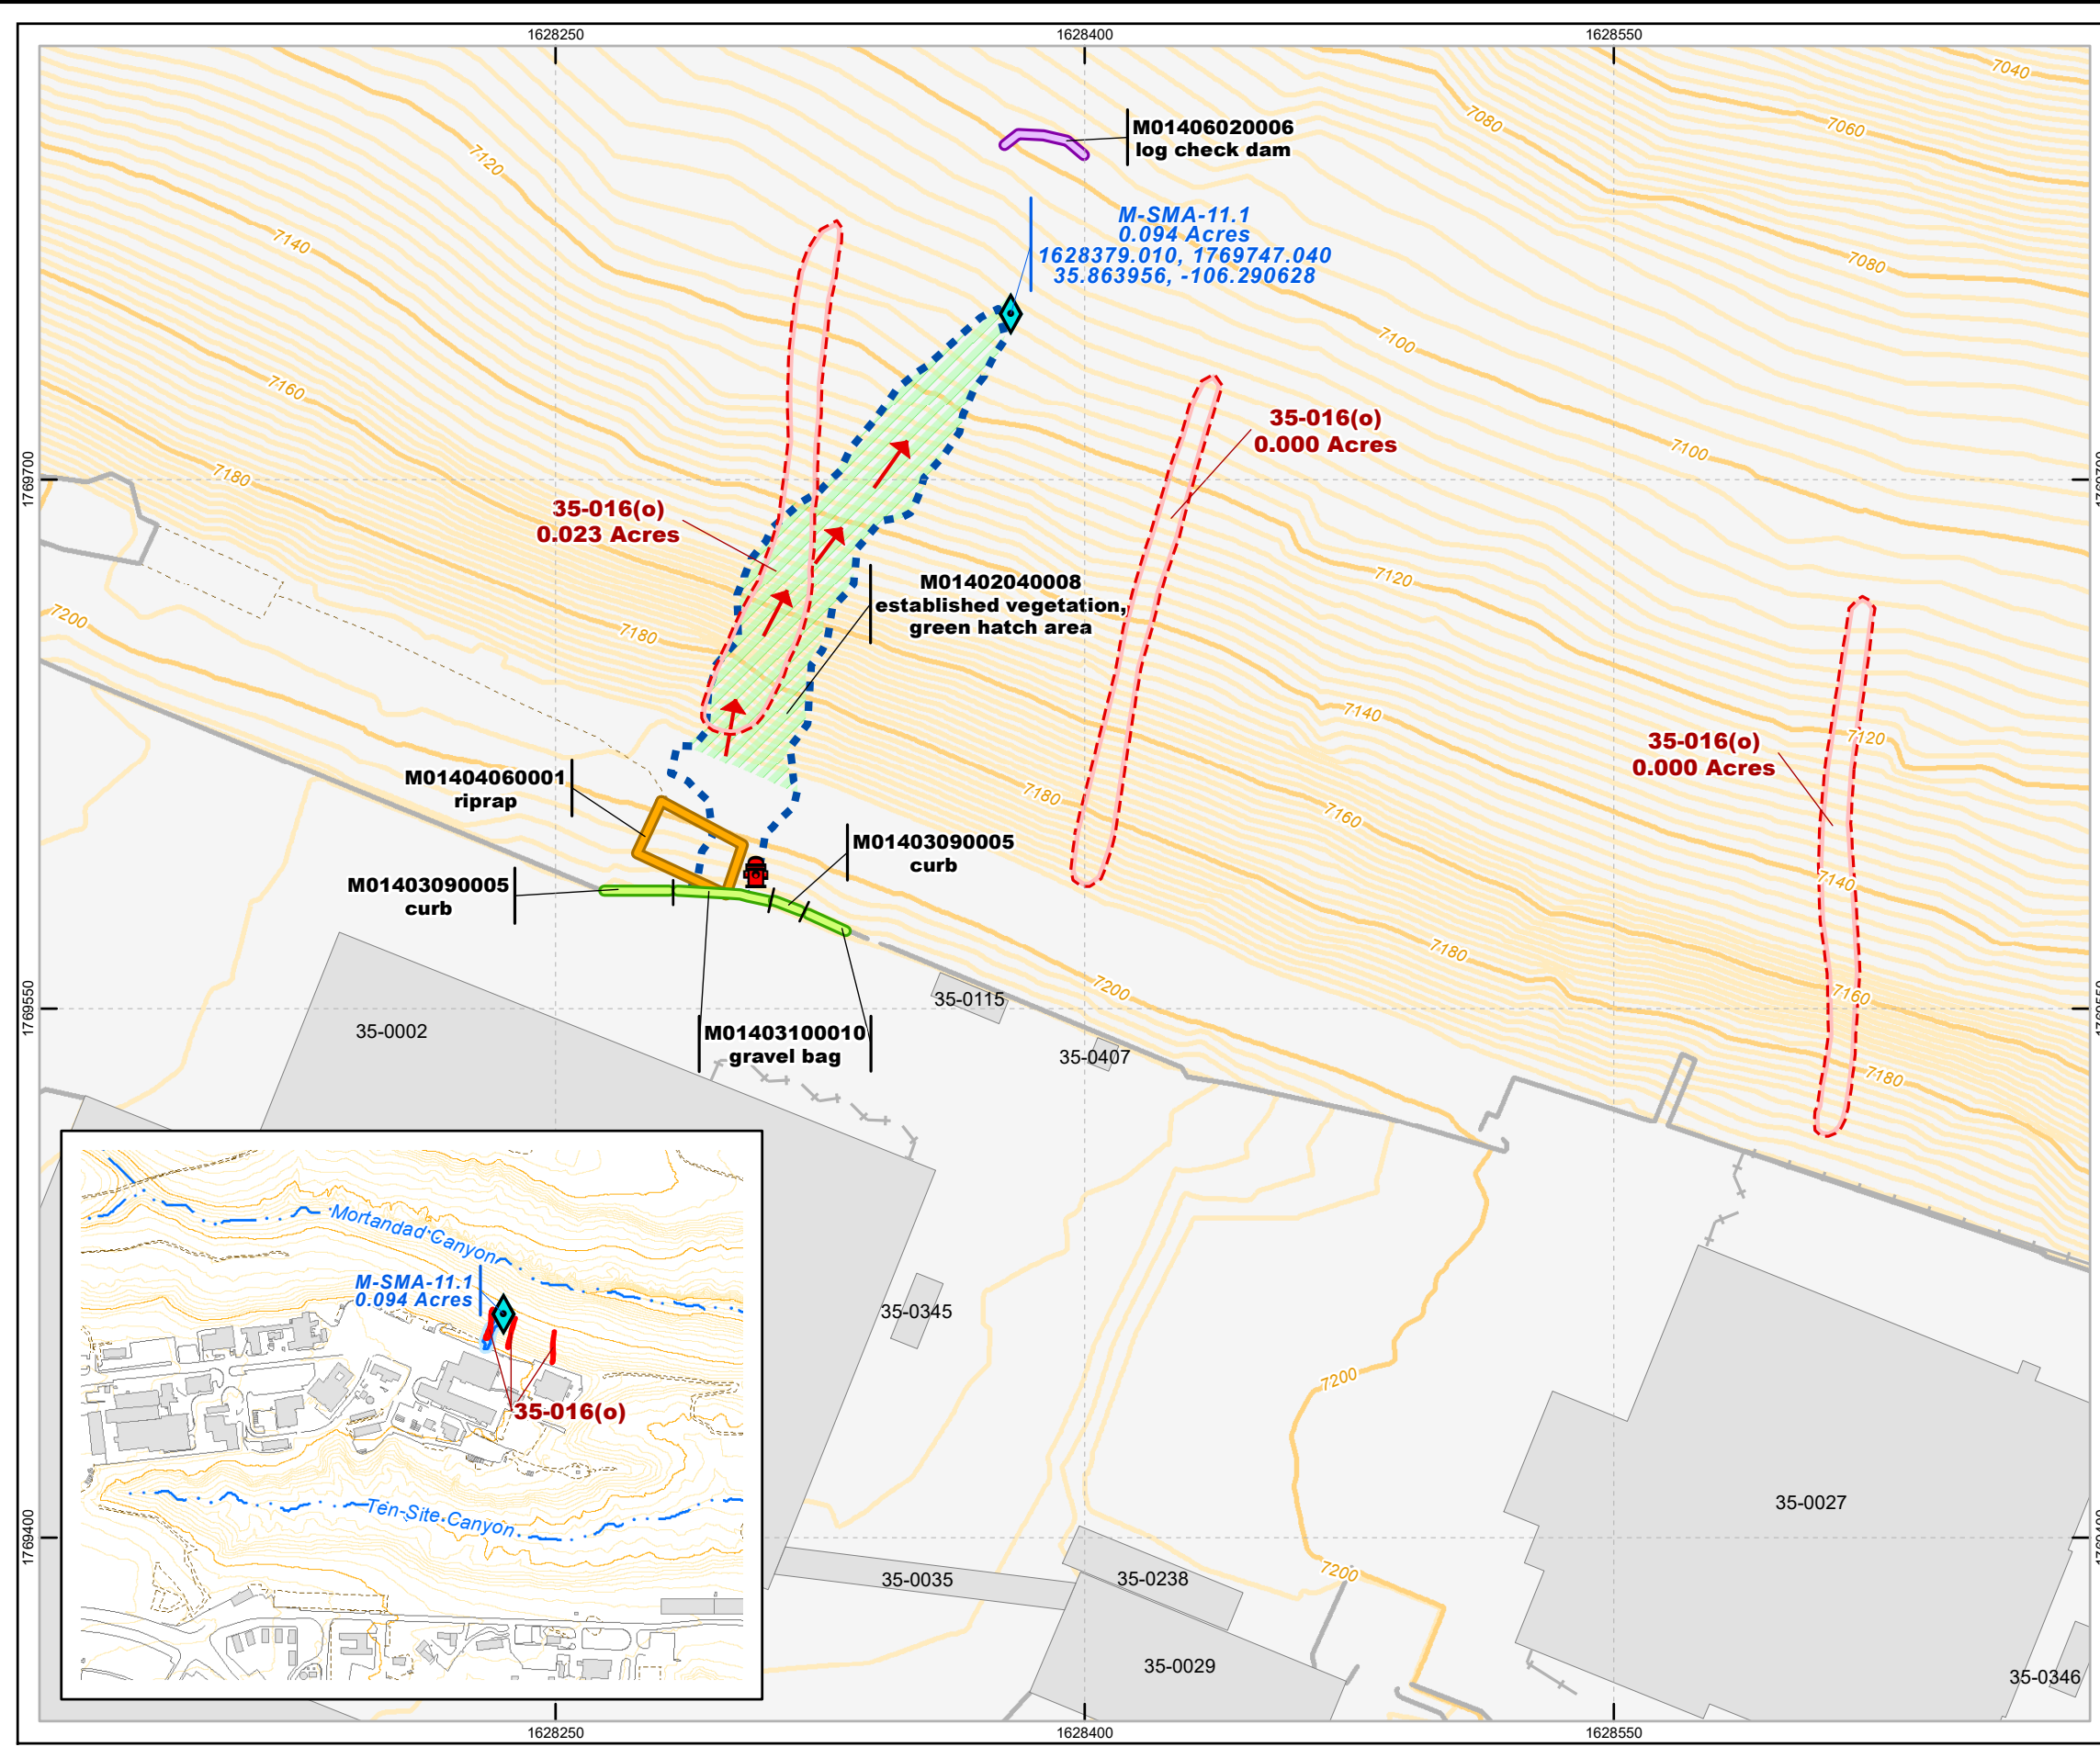 1628250
1628400
1628550
7040
7080
7060
M01406020006
log check dam
7120
M-SMA-11.1
0.094 Acres
1628379.010, 1769747.040
35.863956, -106.290628
7140
7080
7100
7160
35-016(o)
0.000 Acres
7100
1769700
7180
35-016(o)
0.023 Acres
7120
M01402040008
established vegetation,
green hatch area
7200
7180
7140
35-016(o)
0.000 Acres
7120
M01404060001
riprap
7180
7160
M01403090005
curb
7140
M01403090005
curb
7180
7200
7160
1769550
35-0115
35-0002
M01403100010
gravel bag
35-0407
7180
Mortandad Canyon
M-SMA-11.1
0.094 Acres
35-0345
7200
35-016(o)
Ten-Site Canyon
35-0027
1769400
7200
35-0035
35-0238
35-0029
35-0346
1628250
1628400
1628550